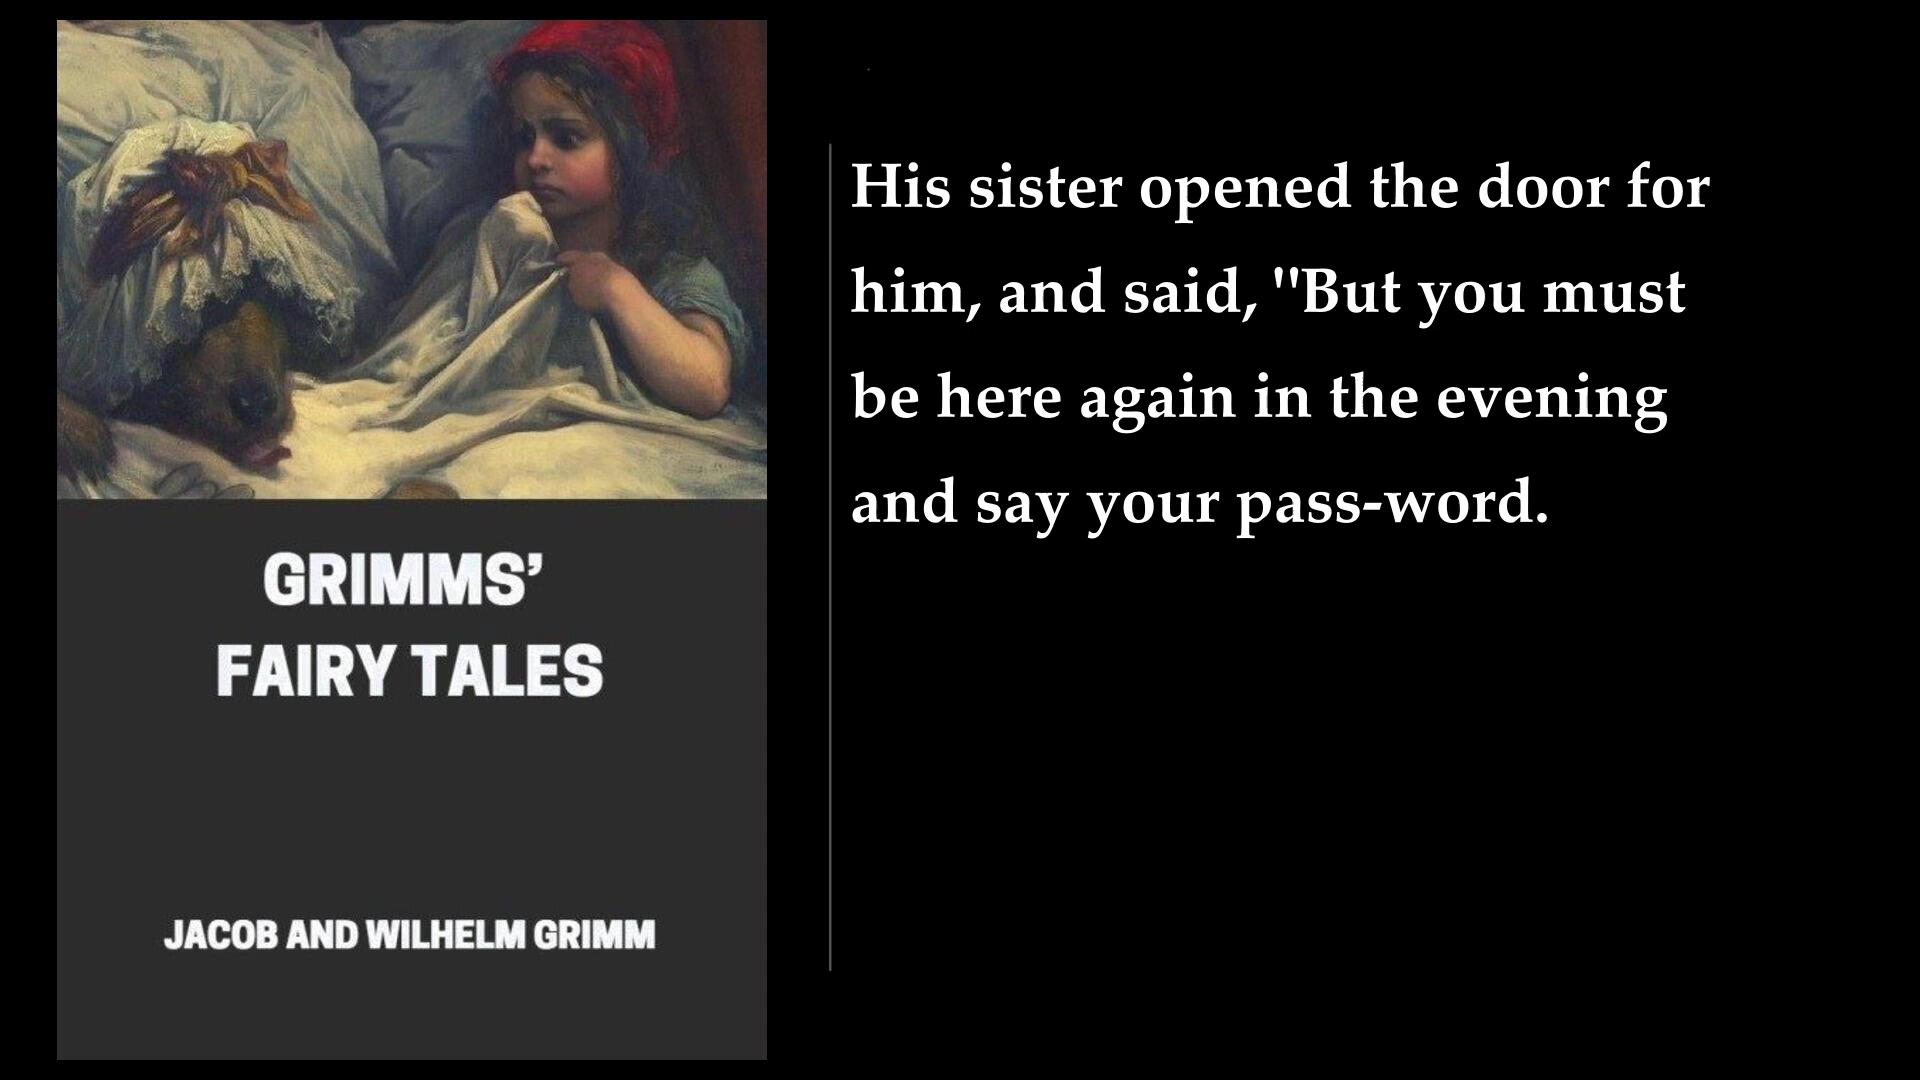 GRIMMS’
FAIRY TALES
JACOB AND WILHELM GRIMM
His sister opened the door for
him, and said, "But you must
be here again in the evening
and say your pass-word.